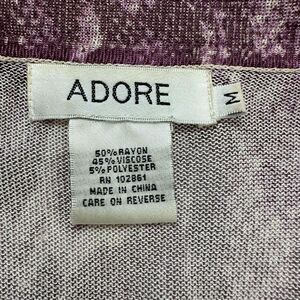 ADORE
M
50% RAYON
45% VISCOSE
5% POLYESTER
RN 102861
MADE IN CHINA
CARE ON REVERSE